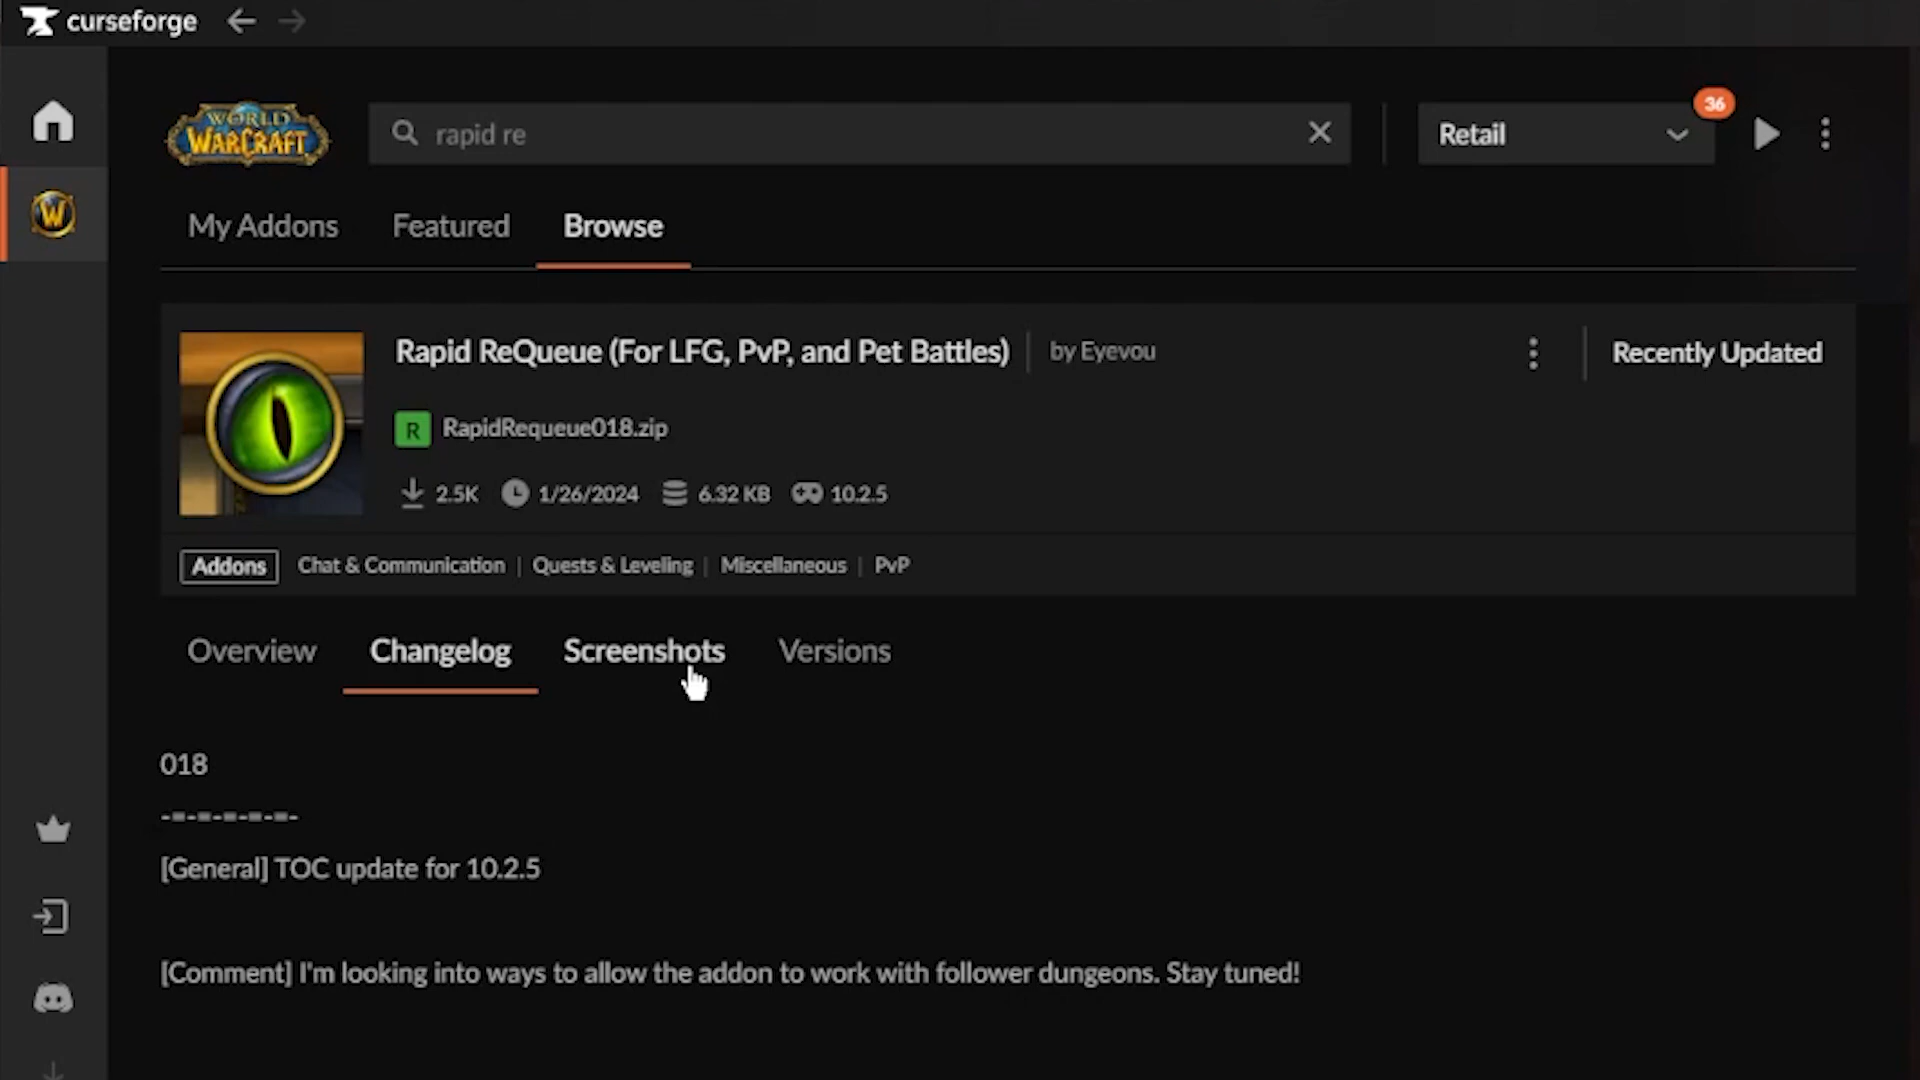 curseforge
WORLD
WARCRAFT
rapid re
Retail
36
My Addons
Featured
Browse
Rapid ReQueue (For LFG, PvP, and Pet Battles)
by Eyevou
Recently Updated
R
RapidRequeue018.zip
2.5K
1/26/2024
6.32 KB
10.2.5
Addons
Chat & Communication
Quests & Leveling
Miscellaneous
PvP
Overview
Changelog
Screenshots
Versions
018
-=-=-=-=-=-
[General] TOC update for 10.2.5
[Comment] I'm looking into ways to allow the addon to work with follower dungeons. Stay tuned!